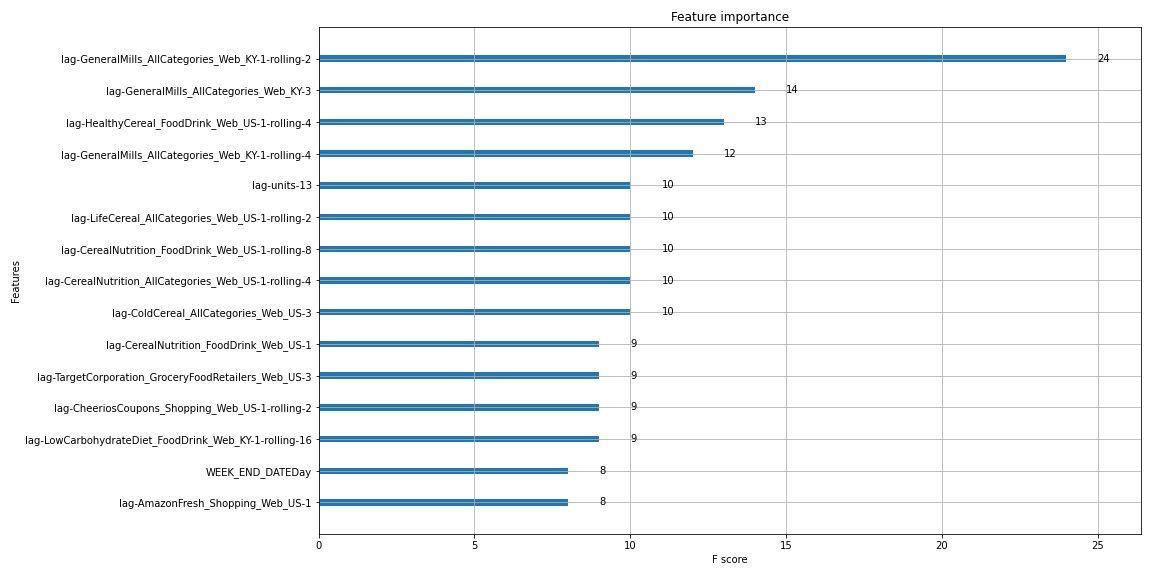 Feature importance
lag-GeneralMills_AllCategories_Web_KY-1-rolling-2 24
lag-GeneralMills_AllCategories_Web_KY-3 14
lag-HealthyCereal_FoodDrink_Web_US-1-rolling-4 13
lag-GeneralMills_AllCategories_Web_KY-1-rolling-4 12
lag-units-13 10
lag-LifeCereal_AllCategories_Web_US-1-rolling-2 10
lag-CerealNutrition_FoodDrink_Web_US-1-rolling-8 10
lag-CerealNutrition_AllCategories_Web_US-1-rolling-4 10
lag-ColdCereal_AllCategories_Web_US-3 10
lag-CerealNutrition_FoodDrink_Web_US-1 9
lag-TargetCorporation_GroceryFoodRetailers_Web_US-3 9
lag-CheeriosCoupons_Shopping_Web_US-1-rolling-2 9
lag-LowCarbohydrateDiet_FoodDrink_Web_KY-1-rolling-16 9
WEEK_END_DATEDay 8
lag-AmazonFresh_Shopping_Web_US-1 8
Features
0 5 10 15 20 25
F score